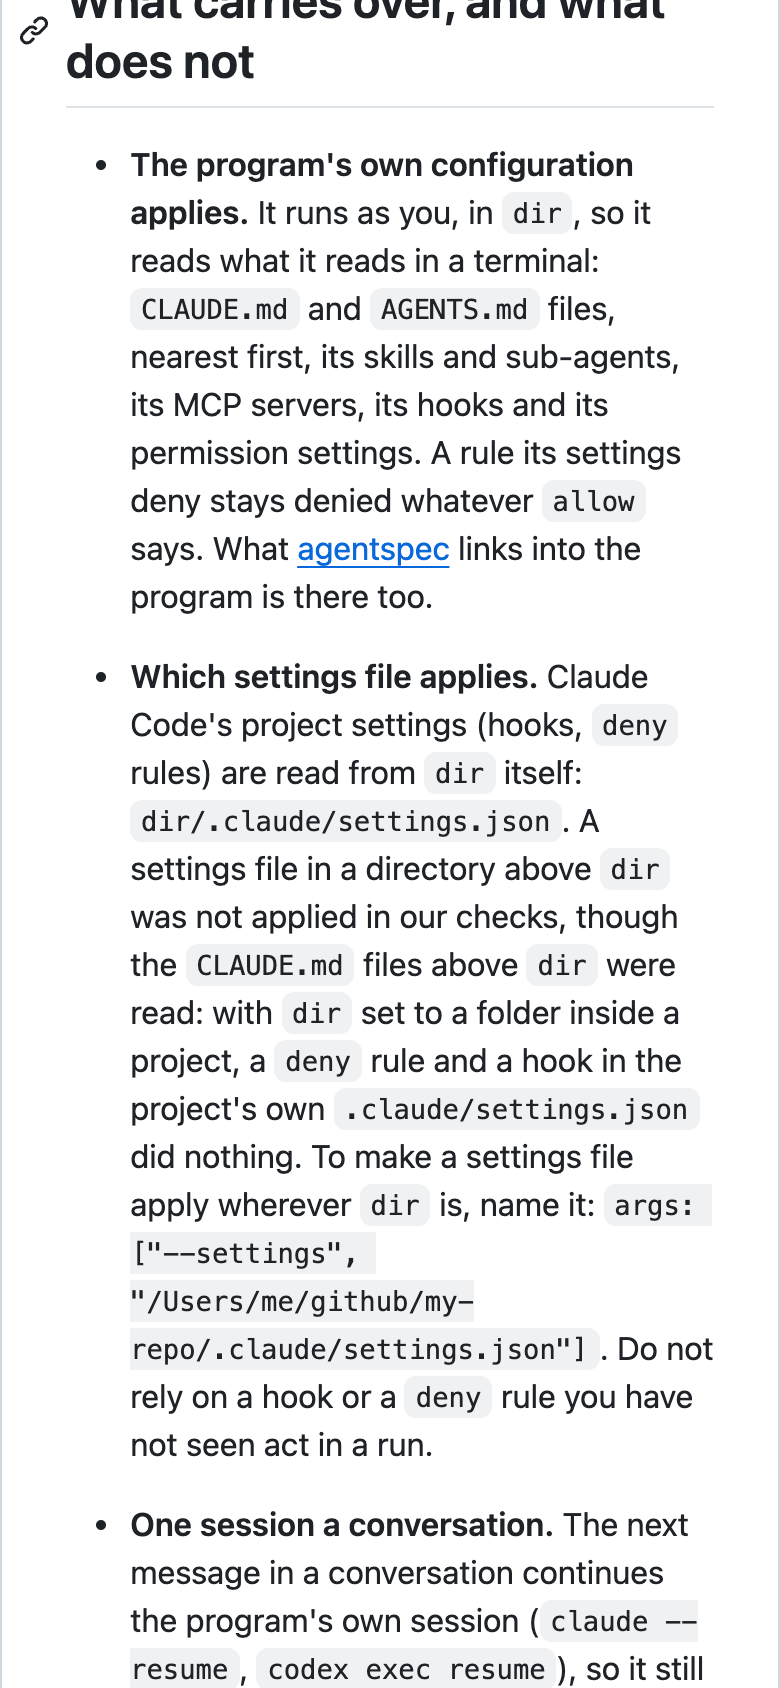 What carries over, and what
does not
• The program's own configuration
applies. It runs as you, in dir, so it
reads what it reads in a terminal:
CLAUDE.md and AGENTS.md files,
nearest first, its skills and sub-agents,
its MCP servers, its hooks and its
permission settings. A rule its settings
deny stays denied whatever allow
says. What agentspec links into the
program is there too.
• Which settings file applies. Claude
Code's project settings (hooks, deny
rules) are read from dir itself:
dir/.claude/settings.json. A
settings file in a directory above dir
was not applied in our checks, though
the CLAUDE.md files above dir were
read: with dir set to a folder inside a
project, a deny rule and a hook in the
project's own .claude/settings.json
did nothing. To make a settings file
apply wherever dir is, name it: args:
["--settings",
"/Users/me/github/my-
repo/.claude/settings.json"]. Do not
rely on a hook or a deny rule you have
not seen act in a run.
• One session a conversation. The next
message in a conversation continues
the program's own session (claude --
resume, codex exec resume), so it still